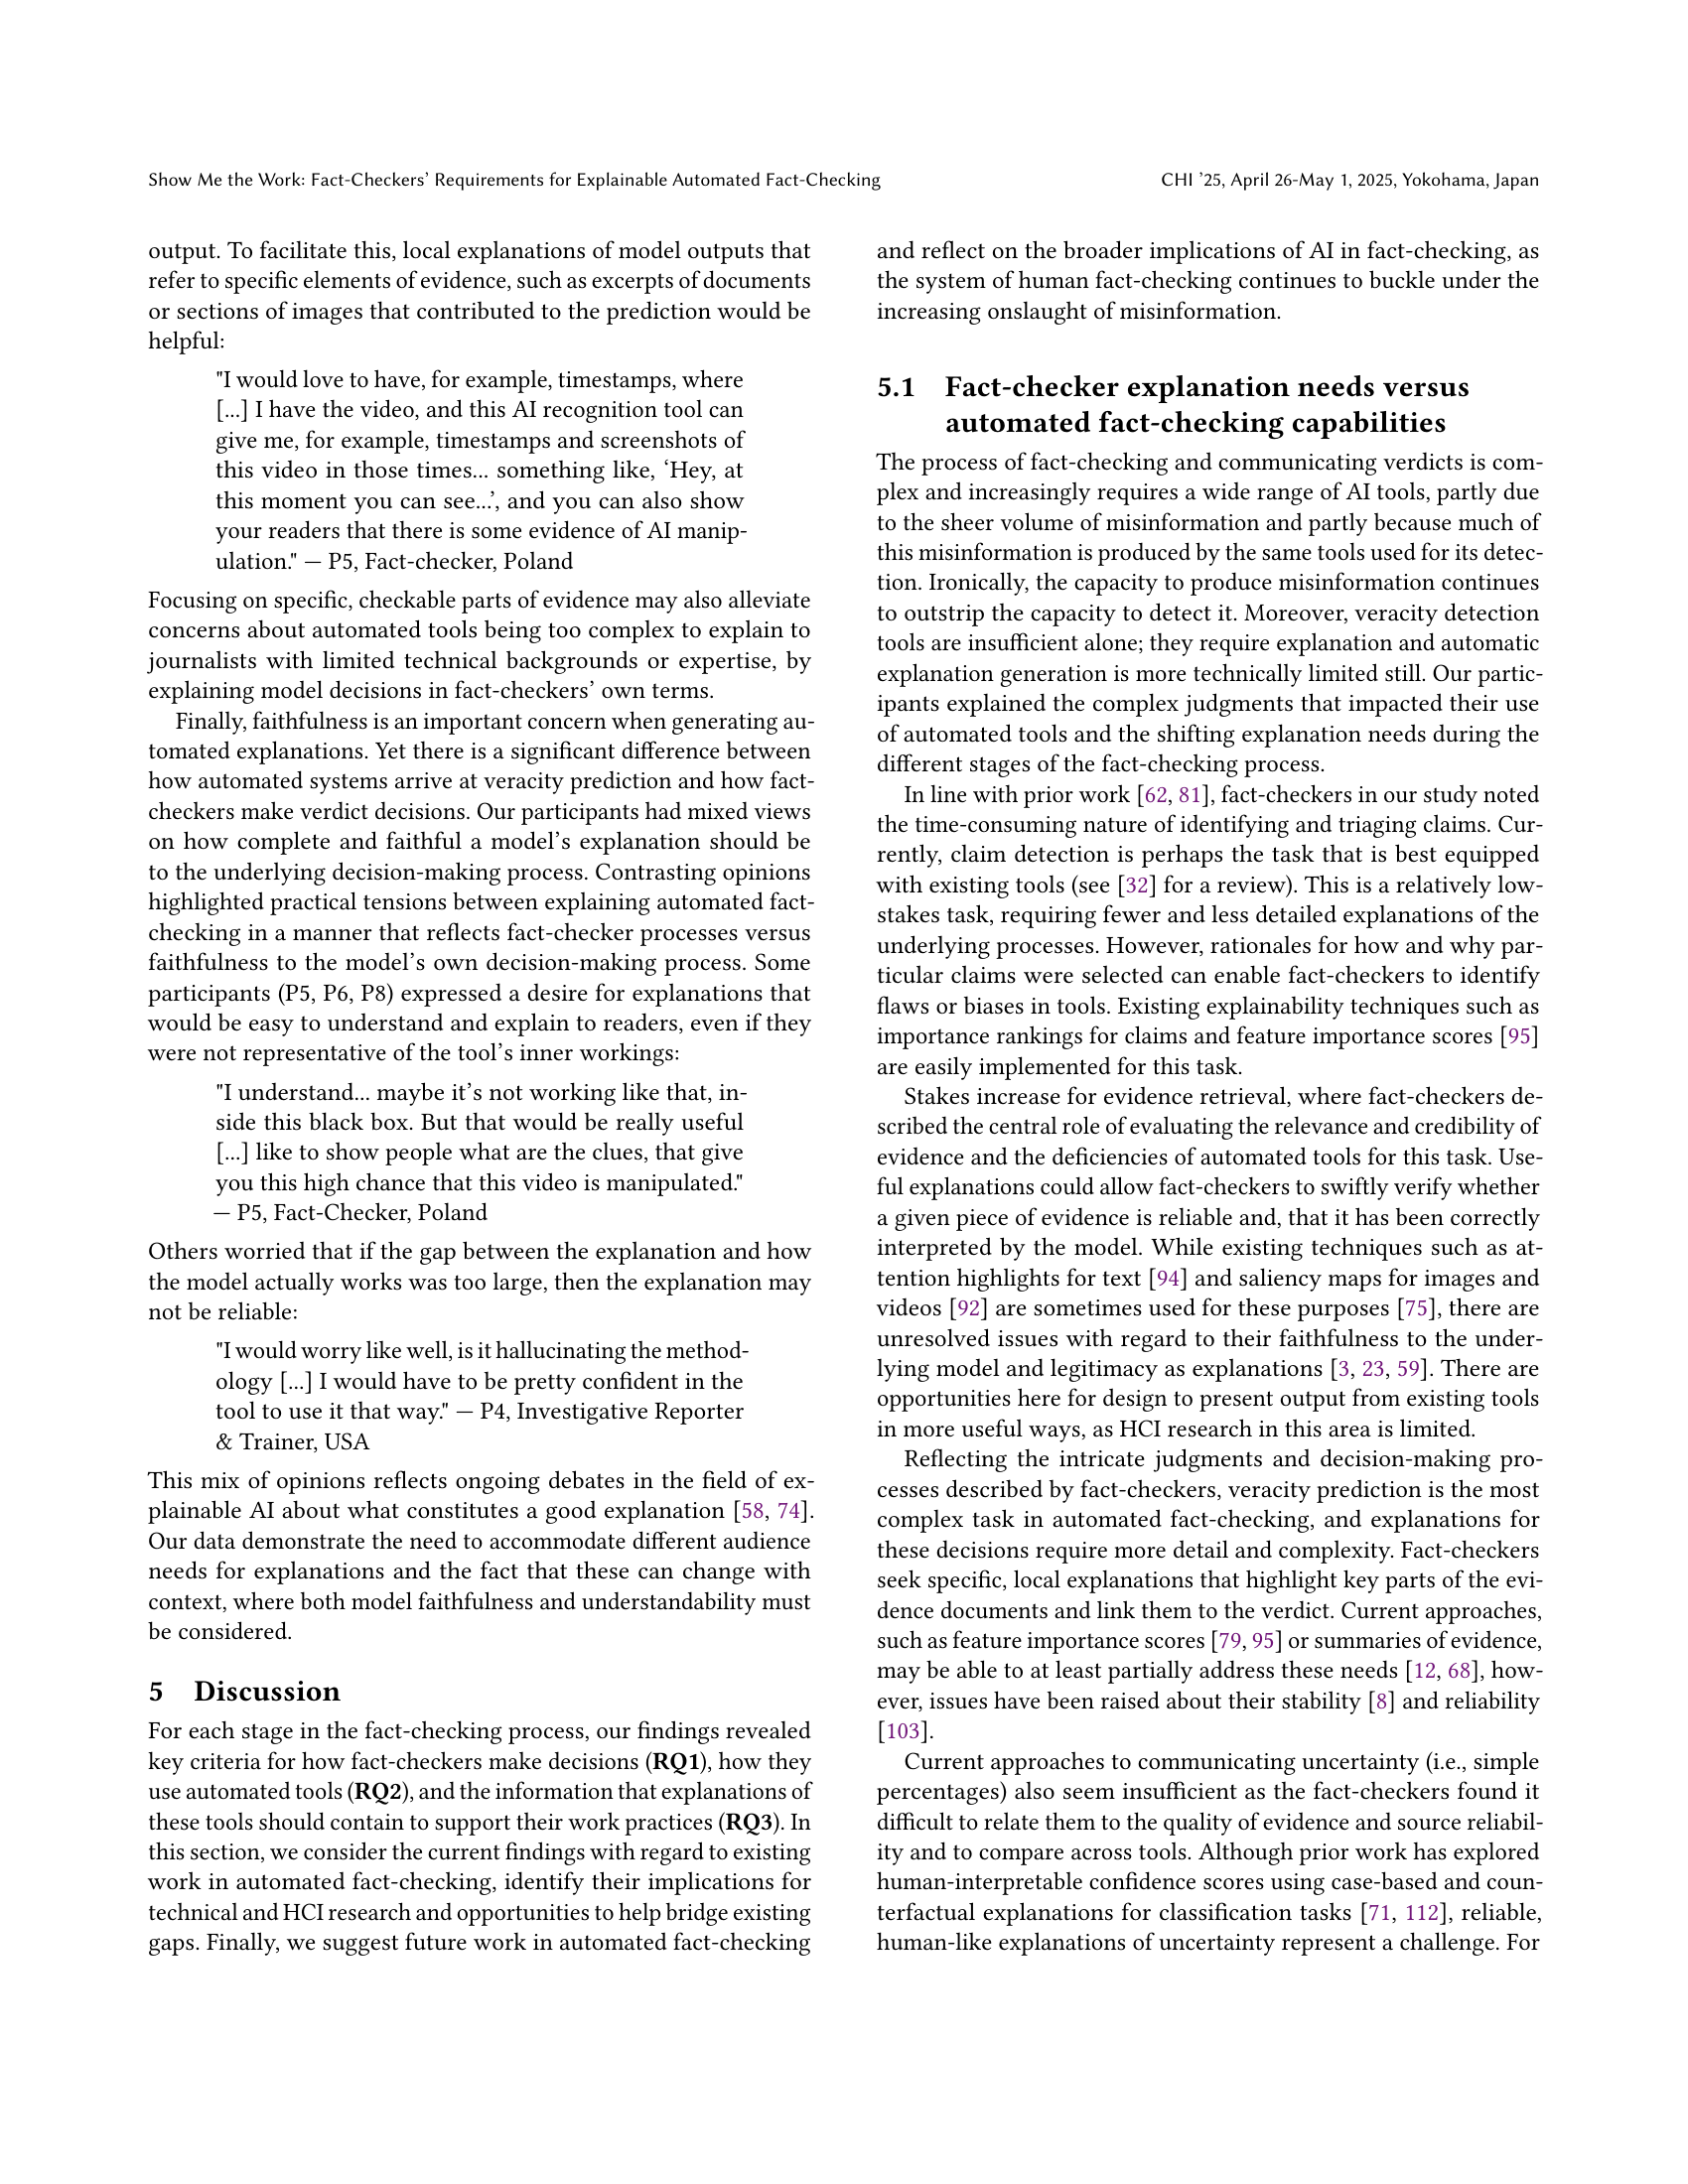 Show Me the Work: Fact-Checkers’ Requirements for Explainable Automated Fact-Checking
CHI ’25, April 26-May 1, 2025, Yokohama, Japan
output. To facilitate this, local explanations of model outputs that
refer to specific elements of evidence, such as excerpts of documents
or sections of images that contributed to the prediction would be
helpful:
"I would love to have, for example, timestamps, where
[...] I have the video, and this AI recognition tool can
give me, for example, timestamps and screenshots of
this video in those times... something like, ‘Hey, at
this moment you can see...’, and you can also show
your readers that there is some evidence of AI manip-
ulation." — P5, Fact-checker, Poland
Focusing on specific, checkable parts of evidence may also alleviate
concerns about automated tools being too complex to explain to
journalists with limited technical backgrounds or expertise, by
explaining model decisions in fact-checkers’ own terms.
Finally, faithfulness is an important concern when generating au-
tomated explanations. Yet there is a significant difference between
how automated systems arrive at veracity prediction and how fact-
checkers make verdict decisions. Our participants had mixed views
on how complete and faithful a model’s explanation should be
to the underlying decision-making process. Contrasting opinions
highlighted practical tensions between explaining automated fact-
checking in a manner that reflects fact-checker processes versus
faithfulness to the model’s own decision-making process. Some
participants (P5, P6, P8) expressed a desire for explanations that
would be easy to understand and explain to readers, even if they
were not representative of the tool’s inner workings:
"I understand... maybe it’s not working like that, in-
side this black box. But that would be really useful
[...] like to show people what are the clues, that give
you this high chance that this video is manipulated."
— P5, Fact-Checker, Poland
Others worried that if the gap between the explanation and how
the model actually works was too large, then the explanation may
not be reliable:
"I would worry like well, is it hallucinating the method-
ology [...] I would have to be pretty confident in the
tool to use it that way." — P4, Investigative Reporter
& Trainer, USA
This mix of opinions reflects ongoing debates in the field of ex-
plainable AI about what constitutes a good explanation [58, 74].
Our data demonstrate the need to accommodate different audience
needs for explanations and the fact that these can change with
context, where both model faithfulness and understandability must
be considered.
5 Discussion
For each stage in the fact-checking process, our findings revealed
key criteria for how fact-checkers make decisions (RQ1), how they
use automated tools (RQ2), and the information that explanations of
these tools should contain to support their work practices (RQ3). In
this section, we consider the current findings with regard to existing
work in automated fact-checking, identify their implications for
technical and HCI research and opportunities to help bridge existing
gaps. Finally, we suggest future work in automated fact-checking
and reflect on the broader implications of AI in fact-checking, as
the system of human fact-checking continues to buckle under the
increasing onslaught of misinformation.
5.1 Fact-checker explanation needs versus
automated fact-checking capabilities
The process of fact-checking and communicating verdicts is com-
plex and increasingly requires a wide range of AI tools, partly due
to the sheer volume of misinformation and partly because much of
this misinformation is produced by the same tools used for its detec-
tion. Ironically, the capacity to produce misinformation continues
to outstrip the capacity to detect it. Moreover, veracity detection
tools are insufficient alone; they require explanation and automatic
explanation generation is more technically limited still. Our partic-
ipants explained the complex judgments that impacted their use
of automated tools and the shifting explanation needs during the
different stages of the fact-checking process.
In line with prior work [62, 81], fact-checkers in our study noted
the time-consuming nature of identifying and triaging claims. Cur-
rently, claim detection is perhaps the task that is best equipped
with existing tools (see [32] for a review). This is a relatively low-
stakes task, requiring fewer and less detailed explanations of the
underlying processes. However, rationales for how and why par-
ticular claims were selected can enable fact-checkers to identify
flaws or biases in tools. Existing explainability techniques such as
importance rankings for claims and feature importance scores [95]
are easily implemented for this task.
Stakes increase for evidence retrieval, where fact-checkers de-
scribed the central role of evaluating the relevance and credibility of
evidence and the deficiencies of automated tools for this task. Use-
ful explanations could allow fact-checkers to swiftly verify whether
a given piece of evidence is reliable and, that it has been correctly
interpreted by the model. While existing techniques such as at-
tention highlights for text [94] and saliency maps for images and
videos [92] are sometimes used for these purposes [75], there are
unresolved issues with regard to their faithfulness to the under-
lying model and legitimacy as explanations [3, 23, 59]. There are
opportunities here for design to present output from existing tools
in more useful ways, as HCI research in this area is limited.
Reflecting the intricate judgments and decision-making pro-
cesses described by fact-checkers, veracity prediction is the most
complex task in automated fact-checking, and explanations for
these decisions require more detail and complexity. Fact-checkers
seek specific, local explanations that highlight key parts of the evi-
dence documents and link them to the verdict. Current approaches,
such as feature importance scores [79, 95] or summaries of evidence,
may be able to at least partially address these needs [12, 68], how-
ever, issues have been raised about their stability [8] and reliability
[103].
Current approaches to communicating uncertainty (i.e., simple
percentages) also seem insufficient as the fact-checkers found it
difficult to relate them to the quality of evidence and source reliabil-
ity and to compare across tools. Although prior work has explored
human-interpretable confidence scores using case-based and coun-
terfactual explanations for classification tasks [71, 112], reliable,
human-like explanations of uncertainty represent a challenge. For